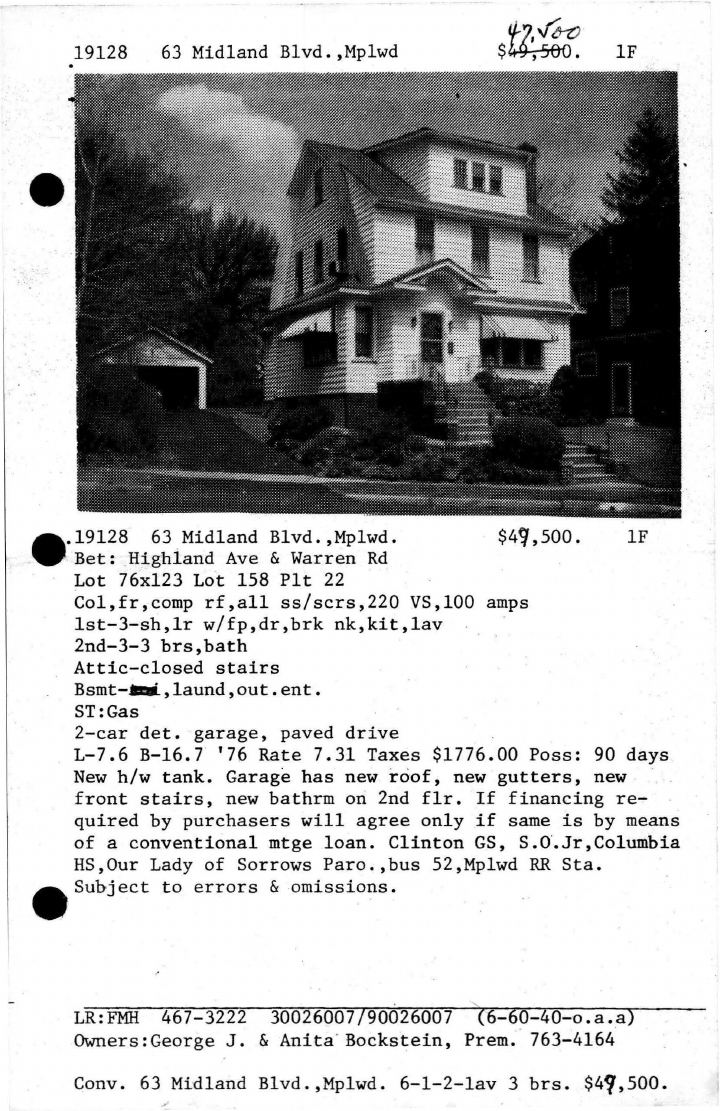 47,500
19128 63 Midland Blvd.,Mplwd $49,500. 1F
.19128 63 Midland Blvd.,Mplwd. $49,500. 1F
Bet: Highland Ave & Warren Rd
Lot 76x123 Lot 158 Plt 22
Col,fr,comp rf,all ss/scrs,220 VS,100 amps
1st-3-sh,lr w/fp,dr,brk nk,kit,lav
2nd-3-3 brs,bath
Attic-closed stairs
Bsmt-,laund,out.ent.
ST:Gas
2-car det. garage, paved drive
L-7.6 B-16.7 '76 Rate 7.31 Taxes $1776.00 Poss: 90 days
New h/w tank. Garage has new roof, new gutters, new
front stairs, new bathrm on 2nd flr. If financing re-
quired by purchasers will agree only if same is by means
of a conventional mtge loan. Clinton GS, S.O.Jr,Columbia
HS,Our Lady of Sorrows Paro.,bus 52,Mplwd RR Sta.
Subject to errors & omissions.
LR:FMH 467-3222 30026007/90026007 (6-60-40-o.a.a)
Owners:George J. & Anita Bockstein, Prem. 763-4164
Conv. 63 Midland Blvd.,Mplwd. 6-1-2-lav 3 brs. $49,500.